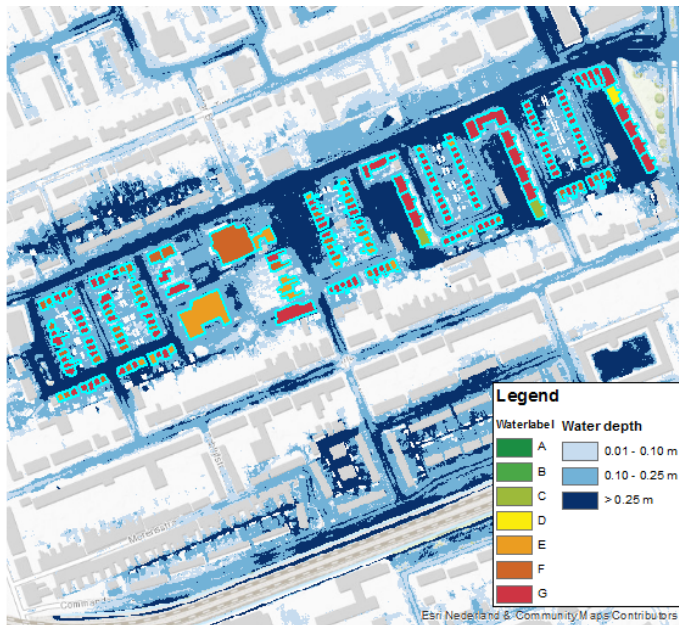 Legend
Waterlabel Water depth
A 0.01 - 0.10 m
B 0.10 - 0.25 m
C > 0.25 m
D
E
F
G
Esri Nederland & Community Maps Contributors